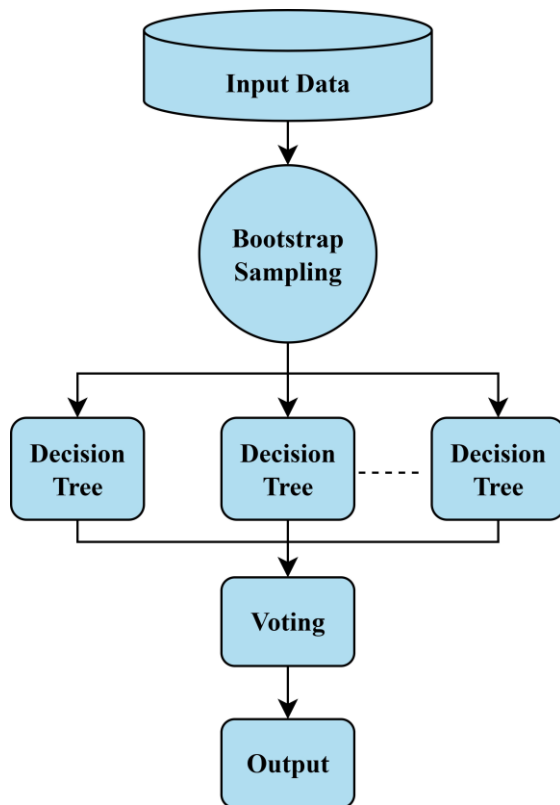 Input Data
Bootstrap
Sampling
Decision
Tree
Decision
Tree
Decision
Tree
Voting
Output